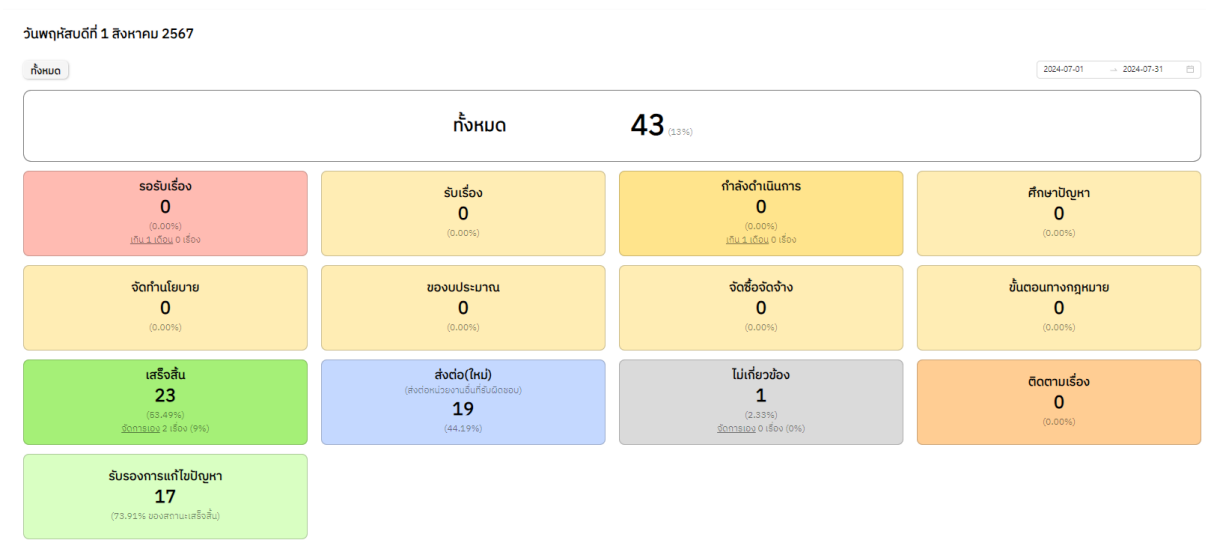 วันพฤหัสบดีที่ 1 สิงหาคม 2567
ทั้งหมด
2024-07-01 → 2024-07-31
ทั้งหมด 43 (13%)
รอรับเรื่อง
0
(0.00%)
เกิน 1 เดือน 0 เรื่อง
รับเรื่อง
0
(0.00%)
กำลังดำเนินการ
0
(0.00%)
เกิน 1 เดือน 0 เรื่อง
ศึกษาปัญหา
0
(0.00%)
จัดทำนโยบาย
0
(0.00%)
ของบประมาณ
0
(0.00%)
จัดซื้อจัดจ้าง
0
(0.00%)
ขั้นตอนทางกฎหมาย
0
(0.00%)
เสร็จสิ้น
23
(53.49%)
จัดการเอง 2 เรื่อง (9%)
ส่งต่อ(ใหม่)
(ส่งต่อหน่วยงานอื่นที่รับผิดชอบ)
19
(44.19%)
ไม่เกี่ยวข้อง
1
(2.33%)
จัดการเอง 0 เรื่อง (0%)
ติดตามเรื่อง
0
(0.00%)
รับรองการแก้ไขปัญหา
17
(73.91% ของสถานะเสร็จสิ้น)